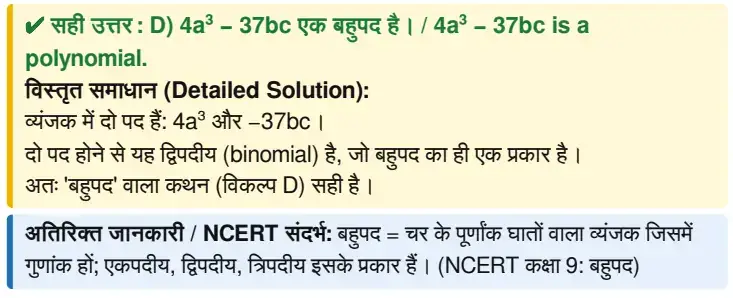 ✔ सही उत्तर : D) 4a³ − 37bc एक बहुपद है। / 4a³ − 37bc is a
polynomial.
विस्तृत समाधान (Detailed Solution):
व्यंजक में दो पद हैं: 4a³ और −37bc।
दो पद होने से यह द्विपदीय (binomial) है, जो बहुपद का ही एक प्रकार है।
अतः 'बहुपद' वाला कथन (विकल्प D) सही है।
अतिरिक्त जानकारी / NCERT संदर्भ: बहुपद = चर के पूर्णांक घातों वाला व्यंजक जिसमें
गुणांक हों; एकपदीय, द्विपदीय, त्रिपदीय इसके प्रकार हैं। (NCERT कक्षा 9: बहुपद)